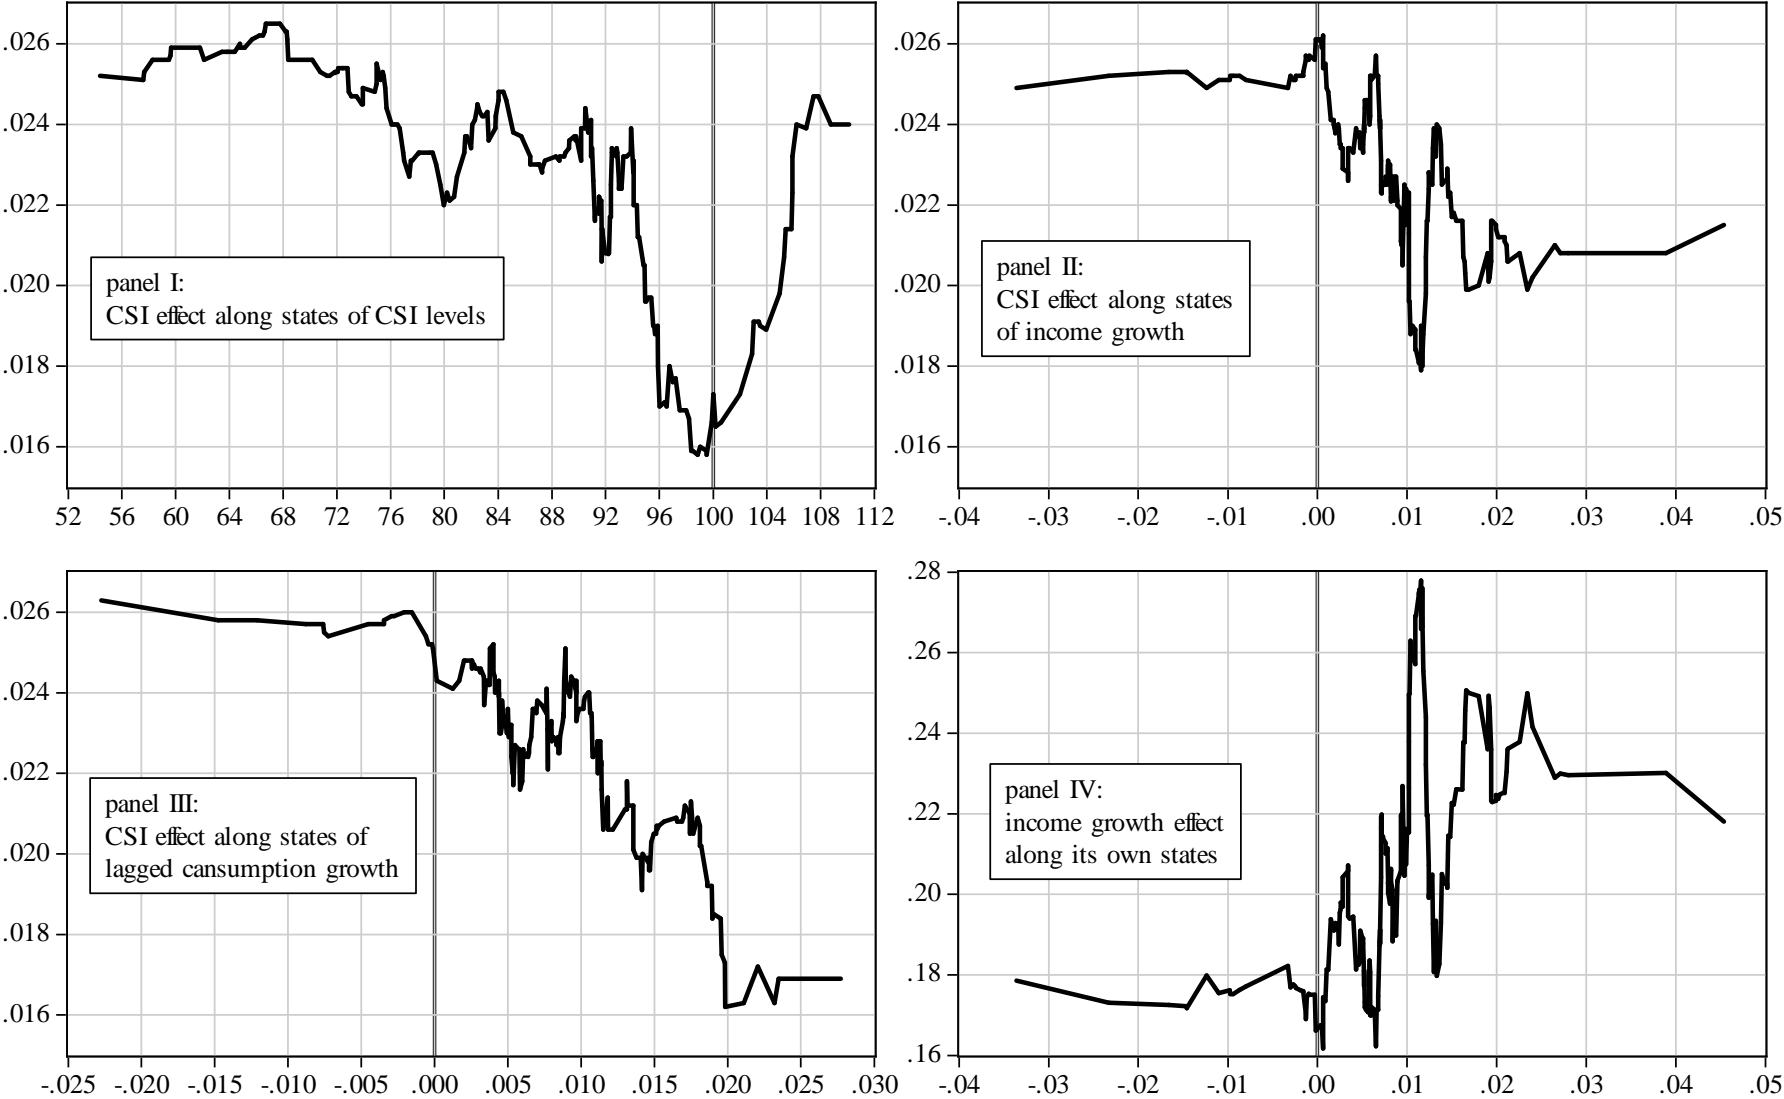 .026
.024
.022
.020
.018
.016
panel I:
CSI effect along states of CSI levels
52 56 60 64 68 72 76 80 84 88 92 96 100 104 108 112
.026
.024
.022
.020
.018
.016
panel II:
CSI effect along states
of income growth
-.04 -.03 -.02 -.01 .00 .01 .02 .03 .04 .05
.026
.024
.022
.020
.018
.016
panel III:
CSI effect along states of
lagged cansumption growth
-.025 -.020 -.015 -.010 -.005 .000 .005 .010 .015 .020 .025 .030
.28
.26
.24
.22
.20
.18
.16
panel IV:
income growth effect
along its own states
-.04 -.03 -.02 -.01 .00 .01 .02 .03 .04 .05